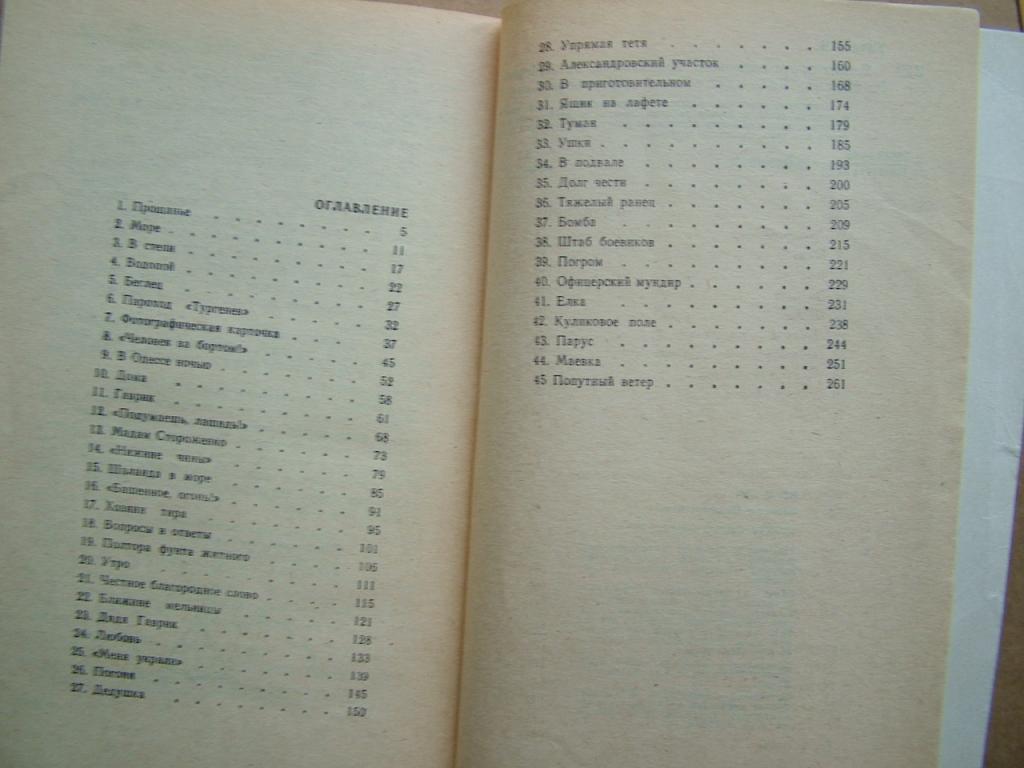 ОГЛАВЛЕНИЕ
1. Прощанье 5
2. Море 11
3. В степи 17
4. Водопой 22
5. Беглец 27
6. Пароход «Тургенев» 32
7. Фотографическая карточка 37
8. «Человек за бортом!» 45
9. В Одессе ночью 52
10. Дома 58
11. Гаврик 61
12. «Подумаешь, лошадь!» 68
13. Мадам Стороженко 73
14. «Нижние чины» 79
15. Шаланда в море 85
16. «Башенное, огонь!» 91
17. Хозяин тира 95
18. Вопросы и ответы 101
19. Полтора фунта житного 105
20. Утро 111
21. Честное благородное слово 115
22. Ближние мельницы 121
23. Дядя Гаврик 128
24. Любовь 133
25. «Меня украли» 139
26. Погоня 145
27. Дедушка 150
28. Упрямая тетя 155
29. Александровский участок 160
30. В приготовительном 168
31. Ящик на лафете 174
32. Туман 179
33. Ушки 185
34. В подвале 193
35. Долг чести 200
36. Тяжелый ранец 205
37. Бомба 209
38. Штаб боевиков 215
39. Погром 221
40. Офицерский мундир 229
41. Елка 231
42. Куликовое поле 238
43. Парус 244
44. Маевка 251
45 Попутный ветер 261